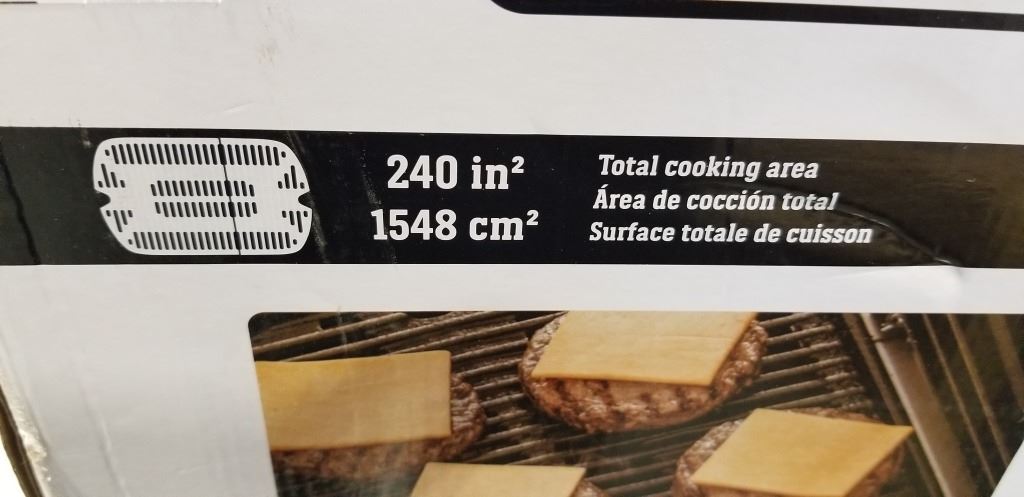 240 in²
1548 cm²
Total cooking area
Área de cocción total
Surface totale de cuisson